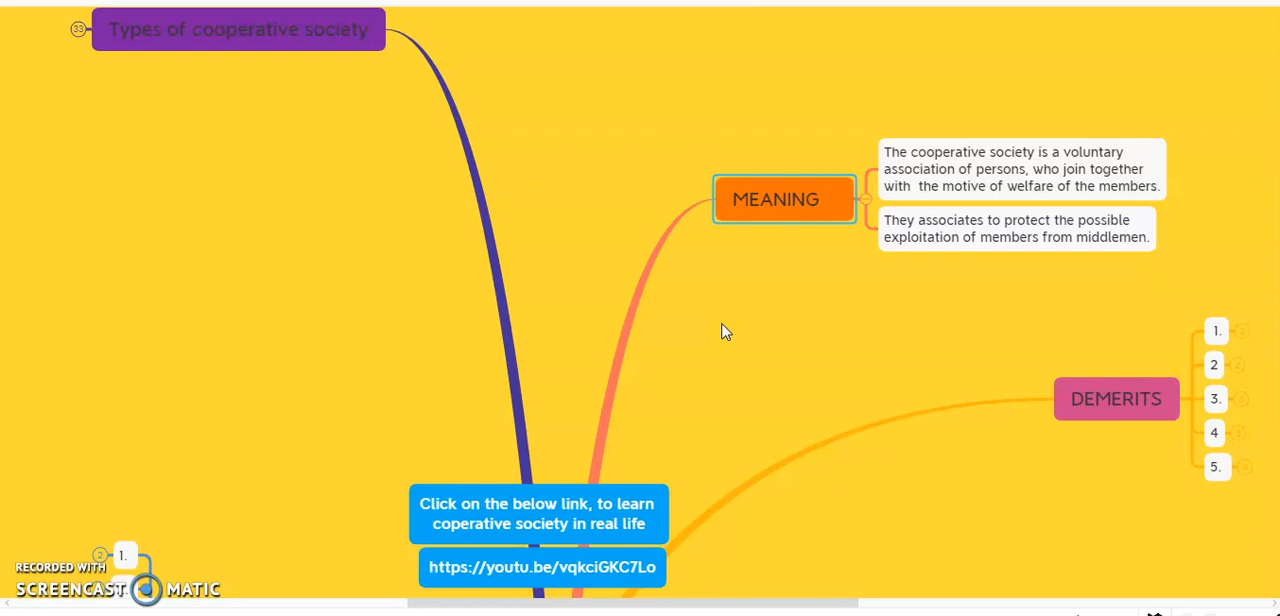 33
Types of cooperative society
MEANING
The cooperative society is a voluntary
association of persons, who join together
with the motive of welfare of the members.
They associates to protect the possible
exploitation of members from middlemen.
DEMERITS
1.
2
3.
4
5.
Click on the below link, to learn
coperative society in real life
https://youtu.be/vqkciGKC7Lo
2
1.
RECORDED WITH
SCREENCAST MATIC